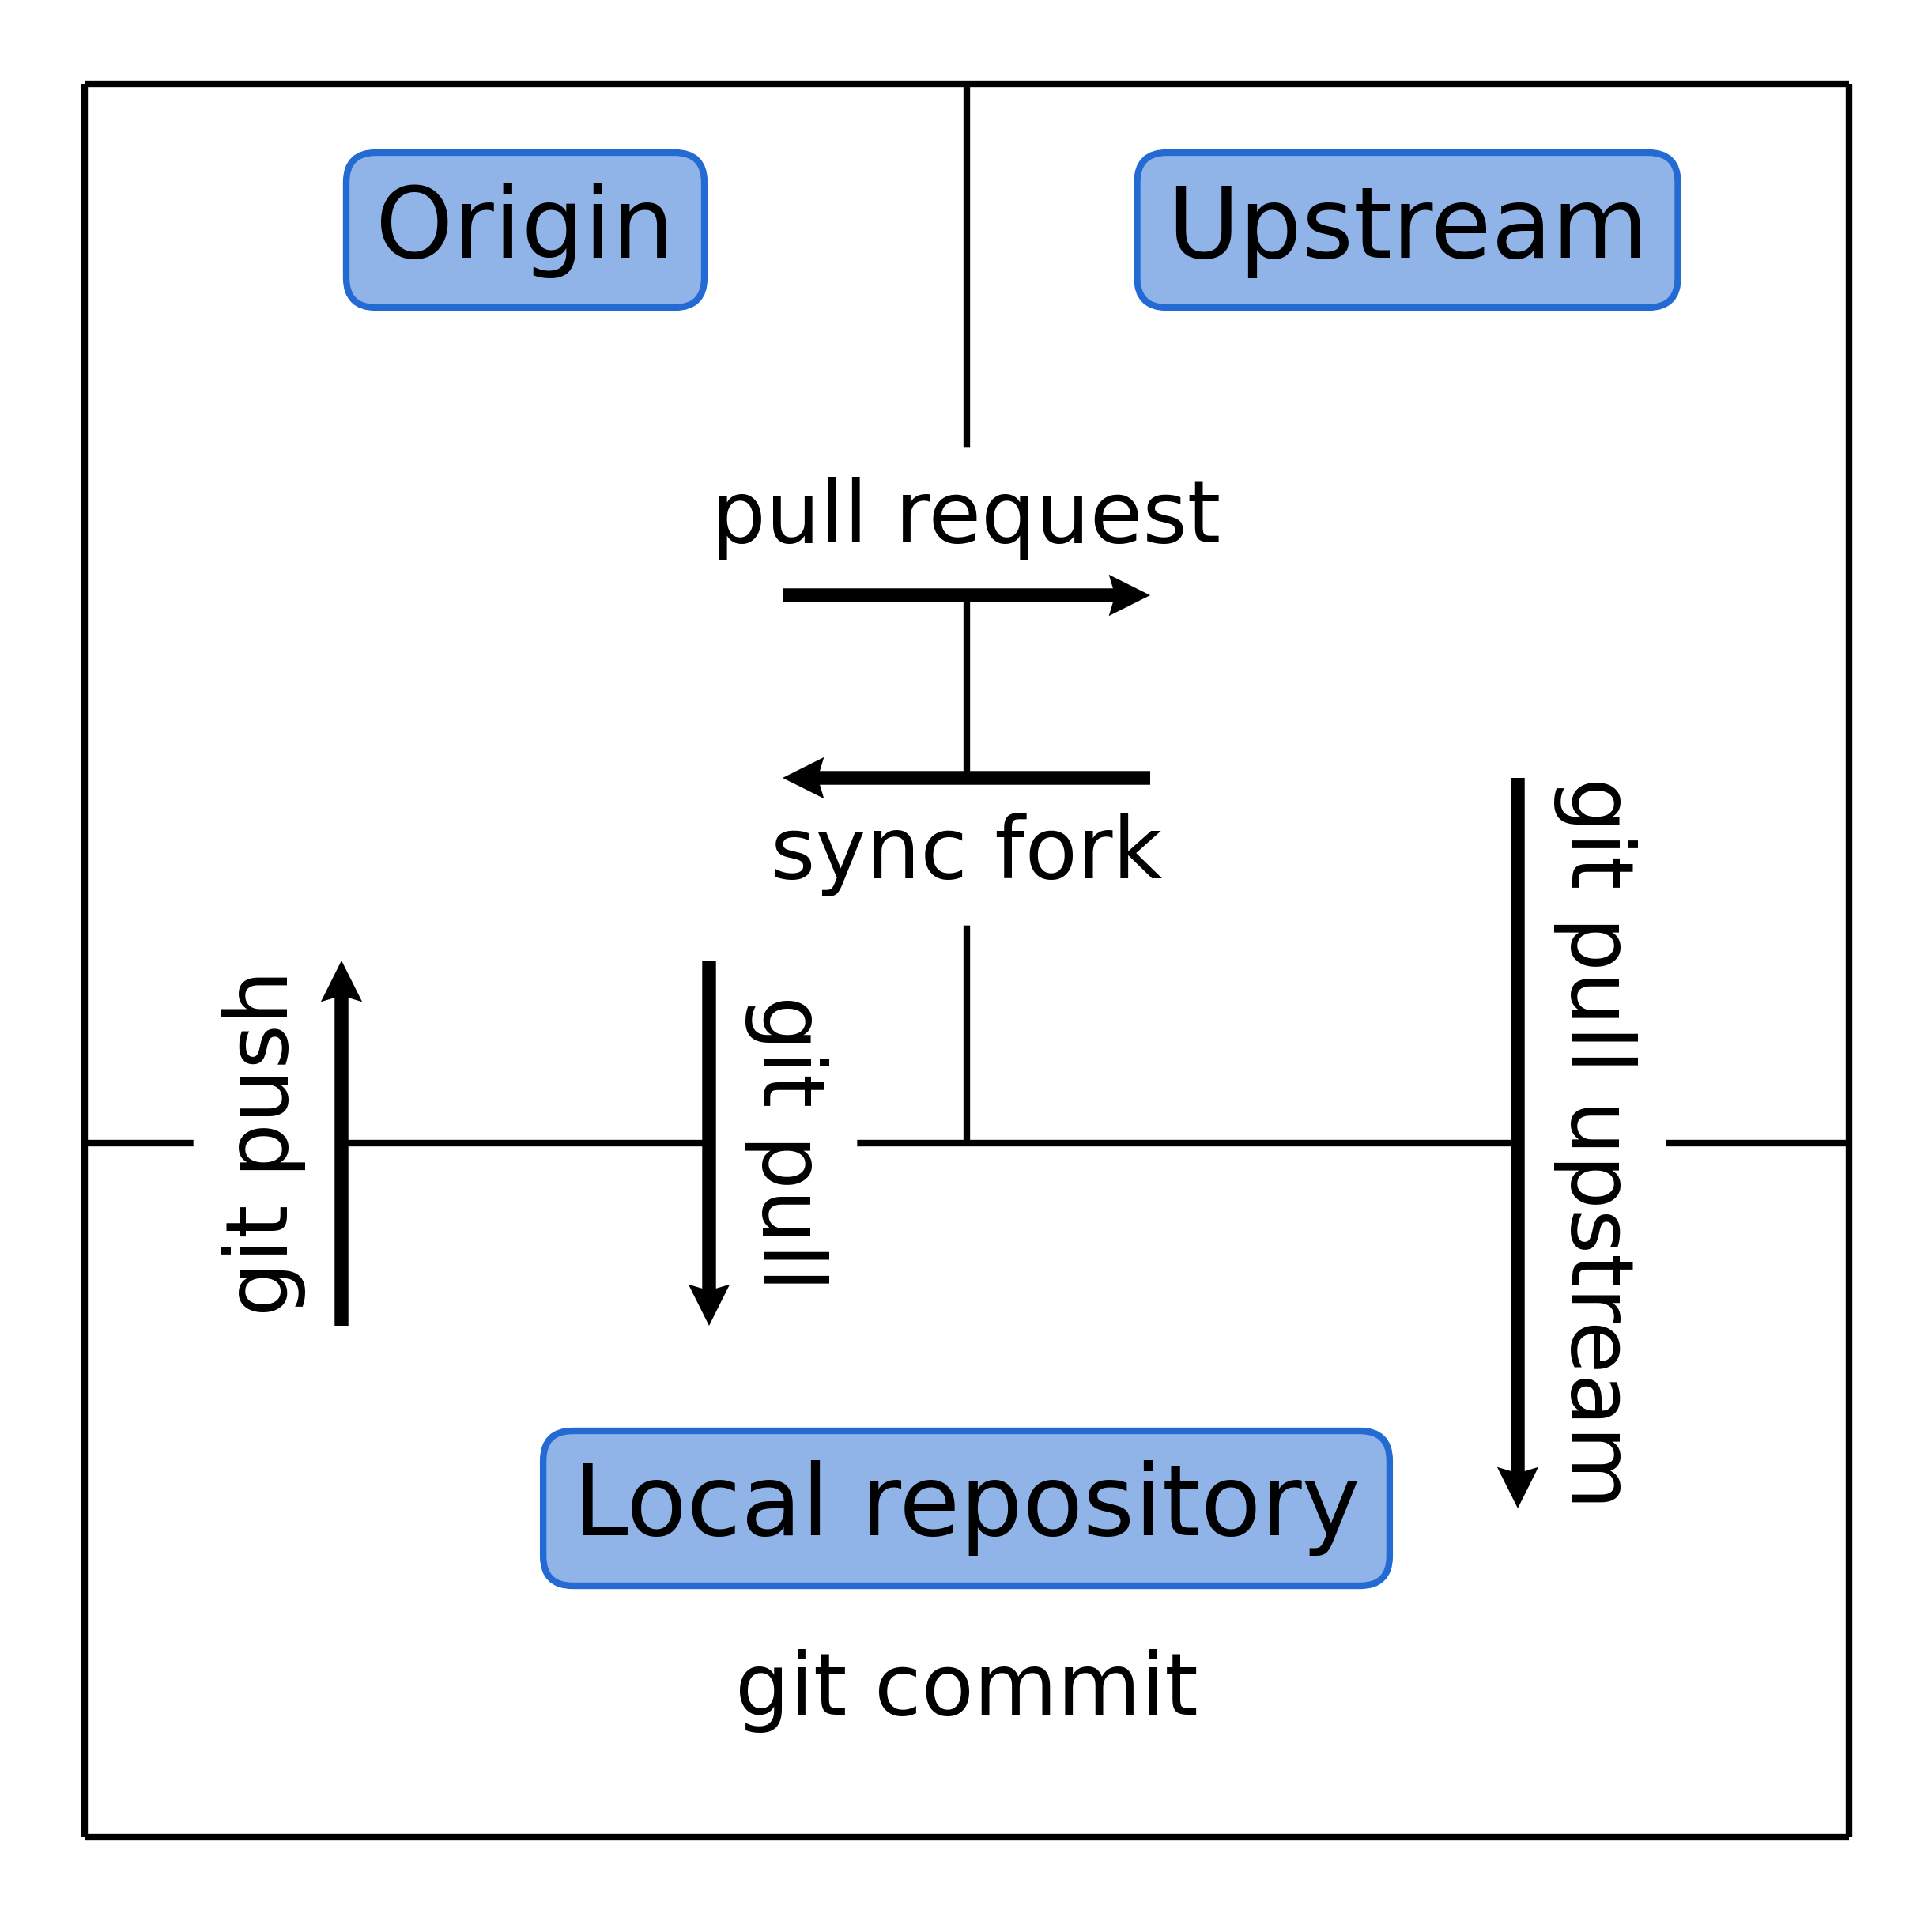 Origin
Upstream
pull request
sync fork
git push
git pull
git pull upstream
Local repository
git commit